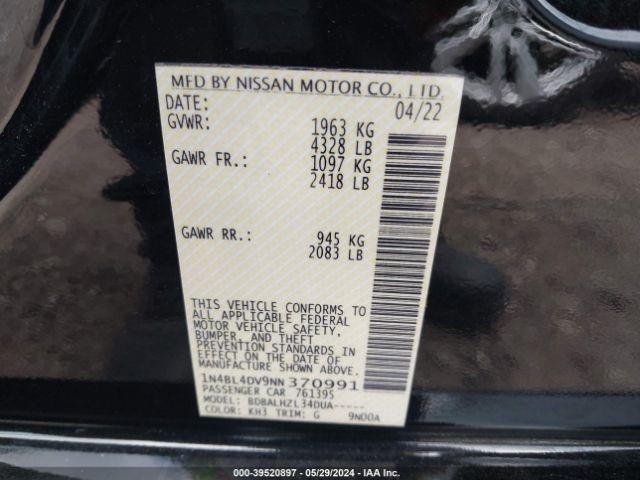 MFD BY NISSAN MOTOR CO., LTD.
DATE: 04/22
GVWR: 1963 KG
4328 LB
GAWR FR.: 1097 KG
2418 LB
GAWR RR.: 945 KG
2083 LB
THIS VEHICLE CONFORMS TO
ALL APPLICABLE FEDERAL
MOTOR VEHICLE SAFETY,
BUMPER, AND THEFT
PREVENTION STANDARDS IN
EFFECT ON THE DATE OF
MANUFACTURE SHOWN ABOVE.
1N4BL4DV9NN370991
PASSENGER CAR 761395
MODEL: BDBALHZL34DUA-----
COLOR: KH3 TRIM: G 9N00A
000-39520897 - 05/29/2024 - IAA Inc.